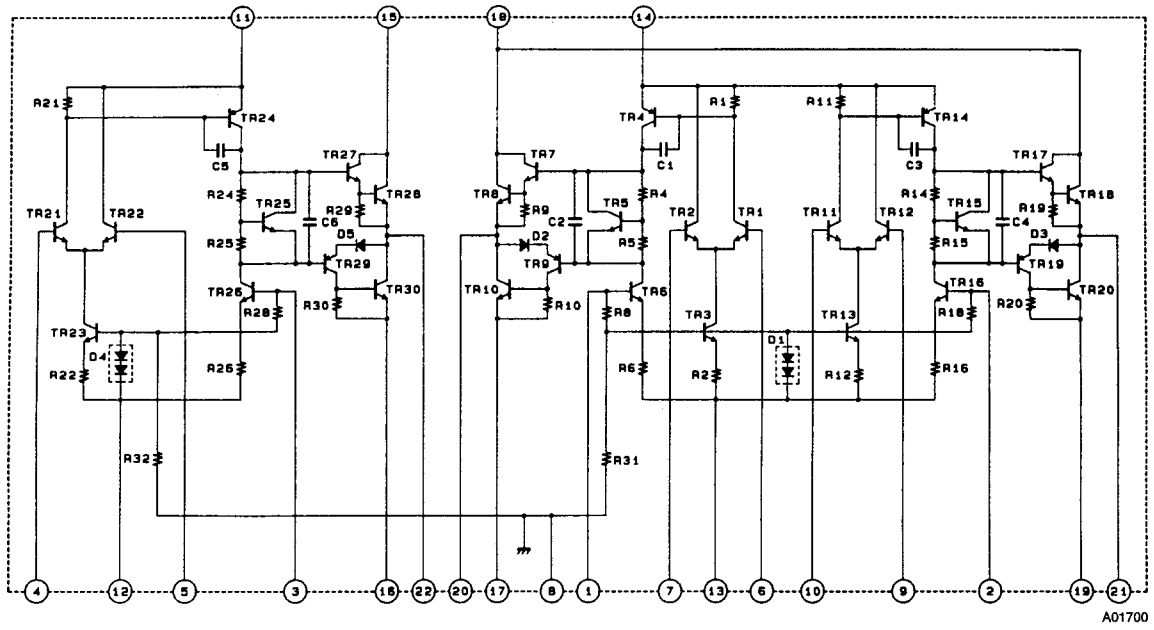 11 15 18 14
R21 TR24 R1 R11
TR4 TR14
C5 C1 C3
TR27 TR7 TR17
R24 TR25 TR28 TR8 R4 R14 TR15 TR18
TR21 TR22 R29 C6 R9 C2 TR5 TR2 TR1 TR11 TR12 C4 R19
R25 D5 D2 R5 R15 D3
TR29 TR9 TR19
TR26 R28 R30 TR30 TR10 R10 TR6 R8 TR16 R18 R20 TR20
TR23 TR3 TR13
D4 D1
R22 R26 R6 R2 R12 R16
R32 R31
4 12 5 3 16 22 20 17 8 1 7 13 6 10 9 2 19 21
A01700